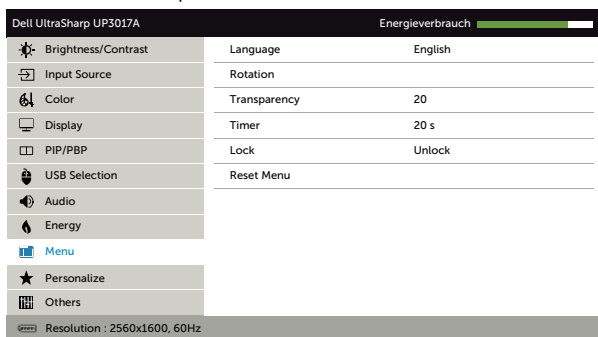 Dell UltraSharp UP3017A Energieverbrauch
Brightness/Contrast Language English
Input Source Rotation
Color Transparency 20
Display Timer 20 s
PIP/PBP Lock Unlock
USB Selection Reset Menu
Audio
Energy
Menu
Personalize
Others
Resolution : 2560x1600, 60Hz